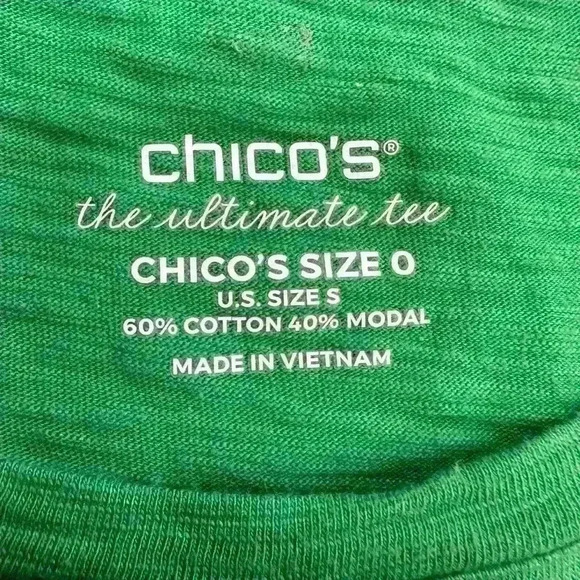 chico's®
the ultimate tee
CHICO'S SIZE 0
U.S. SIZE S
60% COTTON 40% MODAL
MADE IN VIETNAM